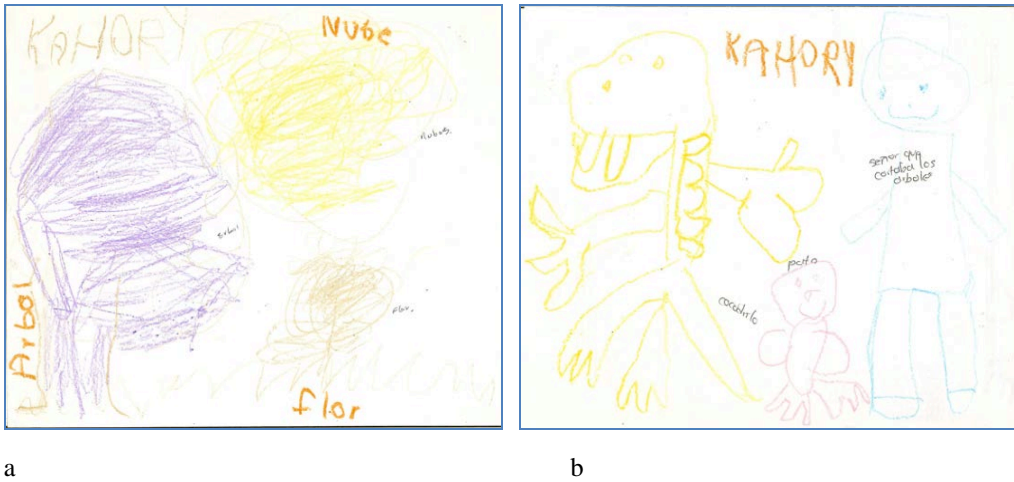 KAHORY
Nube
nubes.
arbol
flor.
Arbol
flor
KAHORY
señor que
cortaba los
arboles
pato
cocodrilo
a
b